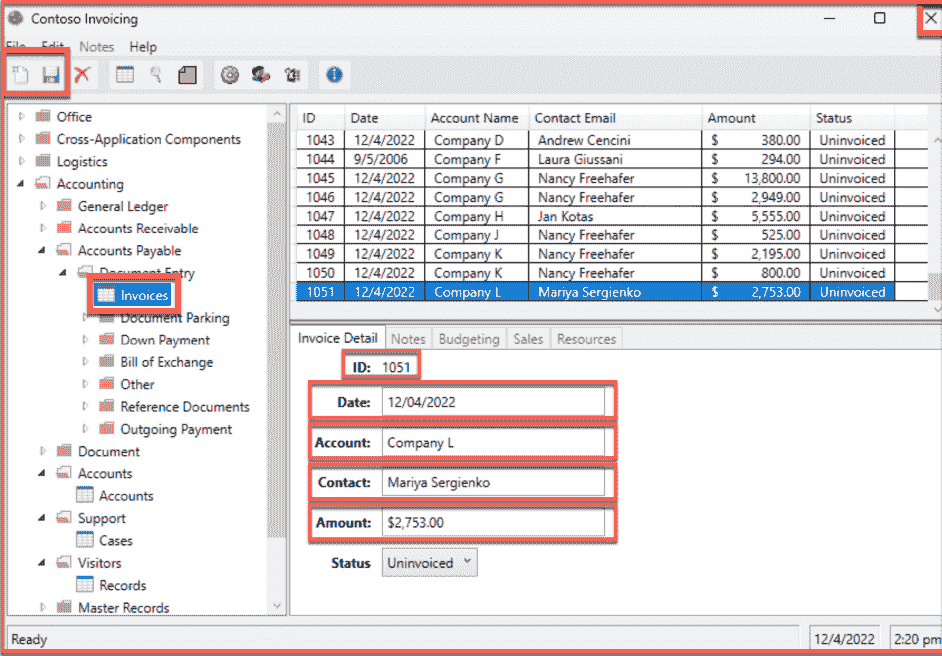 Contoso Invoicing
File Edit Notes Help
Office
Cross-Application Components
Logistics
Accounting
General Ledger
Accounts Receivable
Accounts Payable
Document Entry
Invoices
Document Parking
Down Payment
Bill of Exchange
Other
Reference Documents
Outgoing Payment
Document
Accounts
Accounts
Support
Cases
Visitors
Records
Master Records
ID Date Account Name Contact Email Amount Status
1043 12/4/2022 Company D Andrew Cencini $ 380.00 Uninvoiced
1044 9/5/2006 Company F Laura Giussani $ 294.00 Uninvoiced
1045 12/4/2022 Company G Nancy Freehafer $ 13,800.00 Uninvoiced
1046 12/4/2022 Company G Nancy Freehafer $ 2,949.00 Uninvoiced
1047 12/4/2022 Company H Jan Kotas $ 5,555.00 Uninvoiced
1048 12/4/2022 Company J Nancy Freehafer $ 525.00 Uninvoiced
1049 12/4/2022 Company K Nancy Freehafer $ 2,195.00 Uninvoiced
1050 12/4/2022 Company K Nancy Freehafer $ 800.00 Uninvoiced
1051 12/4/2022 Company L Mariya Sergienko $ 2,753.00 Uninvoiced
Invoice Detail Notes Budgeting Sales Resources
ID: 1051
Date: 12/04/2022
Account: Company L
Contact: Mariya Sergienko
Amount: $2,753.00
Status Uninvoiced
Ready 12/4/2022 2:20 pm